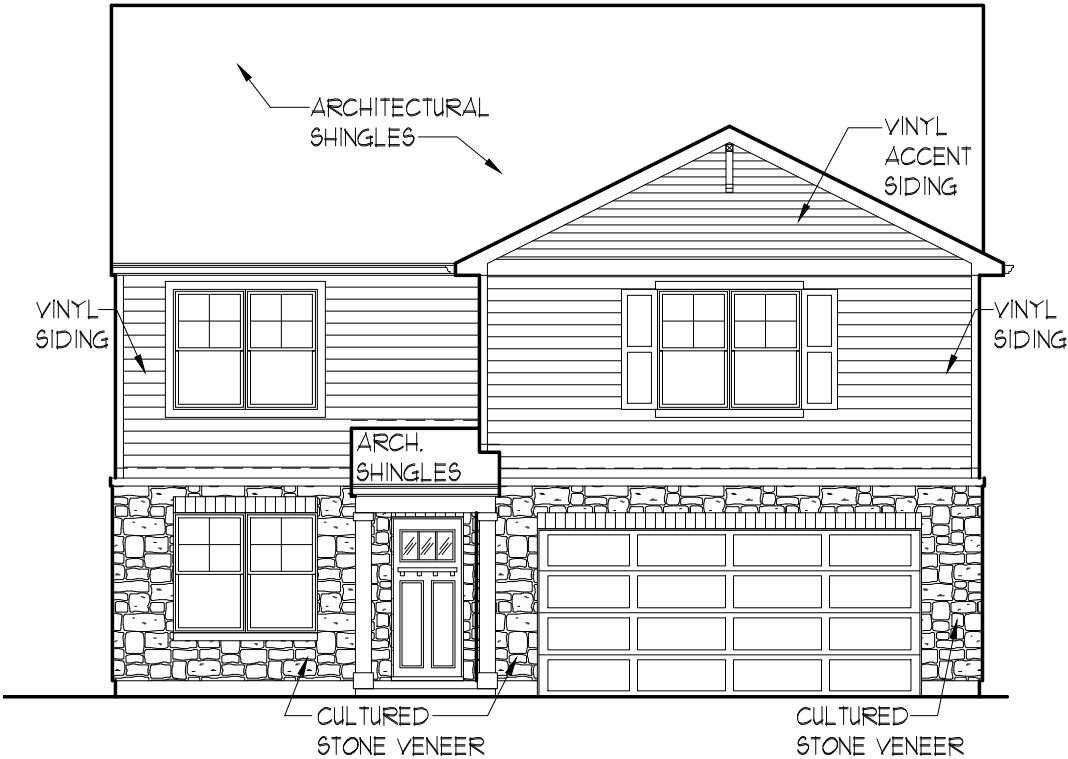 ARCHITECTURAL
SHINGLES
VINYL
ACCENT
SIDING
VINYL
SIDING
VINYL
SIDING
ARCH.
SHINGLES
CULTURED
STONE VENEER
CULTURED
STONE VENEER